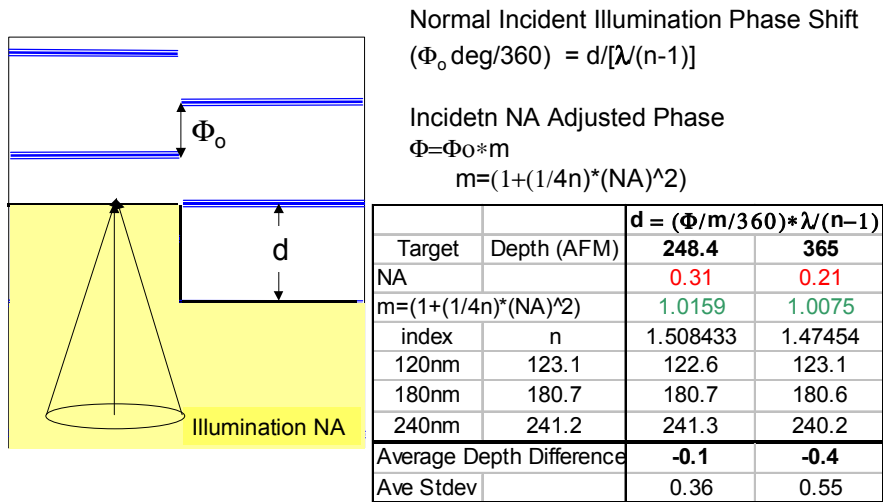 Normal Incident Illumination Phase Shift
(Φo deg/360) = d/[λ/(n-1)]
Incidetn NA Adjusted Phase
Φ=Φo*m
m=(1+(1/4n)*(NA)^2)
Φo
d
Illumination NA
d = (Φ/m/360)*λ/(n−1)
Target Depth (AFM) 248.4 365
NA 0.31 0.21
m=(1+(1/4n)*(NA)^2) 1.0159 1.0075
index n 1.508433 1.47454
120nm 123.1 122.6 123.1
180nm 180.7 180.7 180.6
240nm 241.2 241.3 240.2
Average Depth Difference -0.1 -0.4
Ave Stdev 0.36 0.55